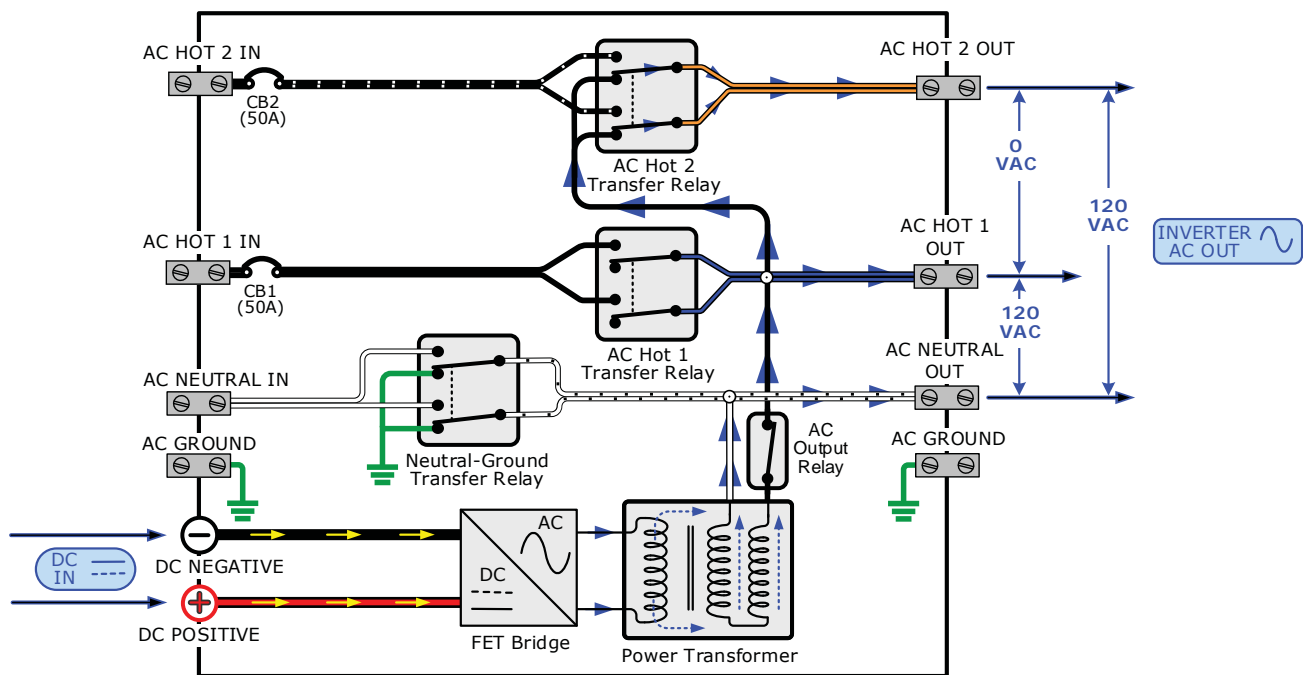 AC HOT 2 IN
CB2
(50A)
AC Hot 2
Transfer Relay
AC HOT 2 OUT
0
VAC
120
VAC
INVERTER
AC OUT
AC HOT 1 IN
CB1
(50A)
AC Hot 1
Transfer Relay
AC HOT 1
OUT
120
VAC
AC NEUTRAL IN
AC NEUTRAL
OUT
AC GROUND
Neutral-Ground
Transfer Relay
AC
Output
Relay
AC GROUND
DC
IN
DC NEGATIVE
DC POSITIVE
AC
DC
FET Bridge
Power Transformer